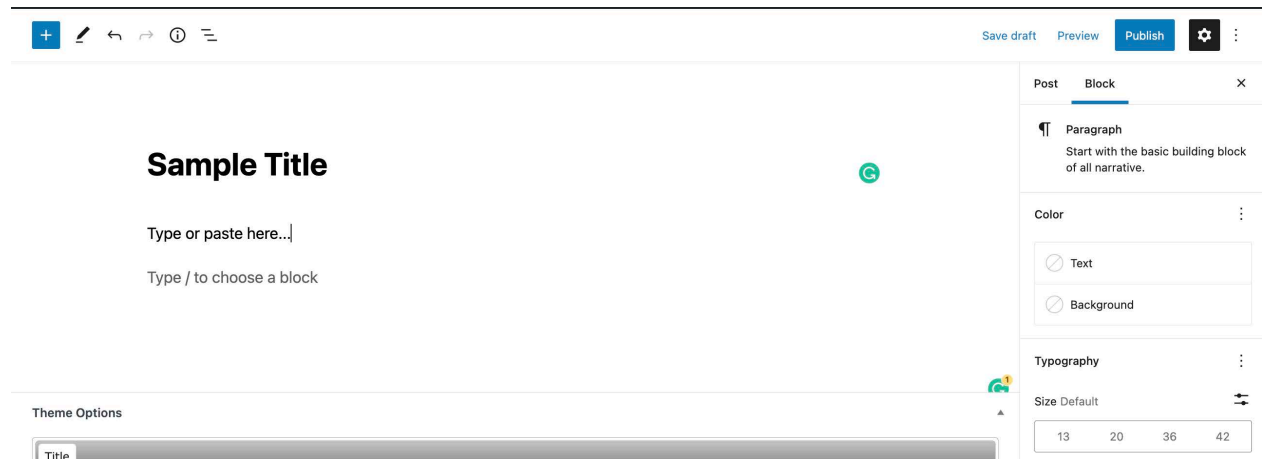 Save draft Preview Publish
Post Block
Paragraph
Start with the basic building block
of all narrative.
Sample Title
Type or paste here...
Type / to choose a block
Color
Text
Background
Typography
Size Default
13 20 36 42
1
Theme Options
Title